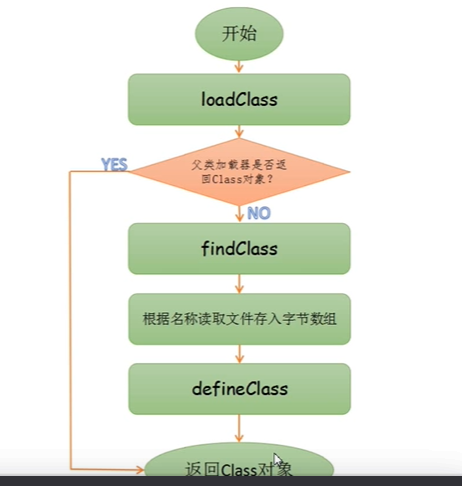 开始
loadClass
父类加载器是否返
回Class对象？
YES
NO
findClass
根据名称读取文件存入字节数组
defineClass
返回Class对象